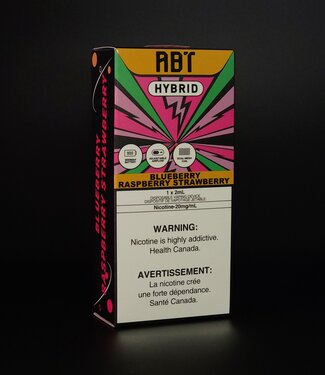 ABT
HYBRID
BLUEBERRY
RASPBERRY STRAWBERRY
1 x 2mL
Nicotine-20mg/mL
WARNING:
Nicotine is highly addictive.
Health Canada.
AVERTISSEMENT:
La nicotine crée
une forte dépendance.
Santé Canada.
BLUEBERRY
RASPBERRY STRAWBERRY